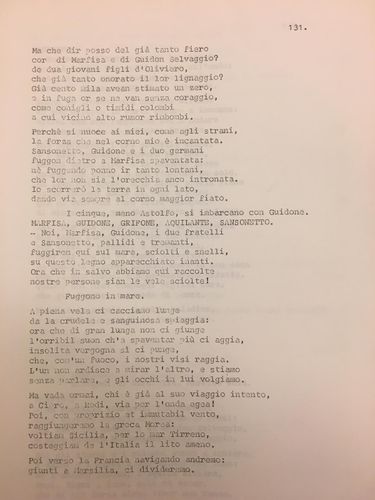 131.
Ma che dir posso del già tanto fiero
cor di Marfisa e di Guidon Selvaggio?
de dua giovani figli d'Oliviero,
che già tanto onorato il lor lignaggio?
Già cento mila avean stimato un zero,
e in fuga or se ne van senza coraggio,
come conigli o timidi colombi
a cui vicino alto rumor rimbombi.
Perchè si nuoce ai miei, come agli strani,
la forza che nel corno mio è incantata.
Sansonetto, Guidone e i duo germani
fuggon dietro a Marfisa spaventata:
nè fuggendo ponno ir tanto lontani,
che lor non sia l'orecchia anco intronata.
Io scorrerò la terra in ogni lato,
dando via sempre al corno maggior fiato.
I cinque, meno Astolfo, si imbarcano con Guidone.
MARFISA, GUIDONE, GRIFONE, AQUILANTE, SANSONETTO.
- Noi, Marfisa, Guidone, i due fratelli
e Sansonetto, pallidi e tremanti,
fuggiron qui sul mare, sciolti e snelli,
su questo legno apparecchiato inanti.
Ora che in salvo abbiamo qui raccolte
nostre persone sian le vele sciolte!
Fuggono in mare.
A piena vela ci cacciamo lunge
da la crudele e sanguinosa spiaggia:
ora che di gran lunga non ci giunge
l'orribil suon ch'a spaventar più ci aggia,
insolita vergogna sì ci punge,
che, com'un fuoco, i nostri visi raggia.
L'un non ardisce a mirar l'altro, e stiamo
senza parlare, e gli occhi in lui volgiamo.
Ma vada ormai, chi è già al suo viaggio intento,
a Cipro, a Rodi, via per l'onda egea!
Poi, con proprizio et immutabil vento,
raggiungeremo la greca Morea:
voltiam Sicilia, per lo mar Tirreno,
costeggiam de l'Italia il lito ameno.
Poi verso la Francia navigando andremo:
giunti a Marsilia, ci divideremo.